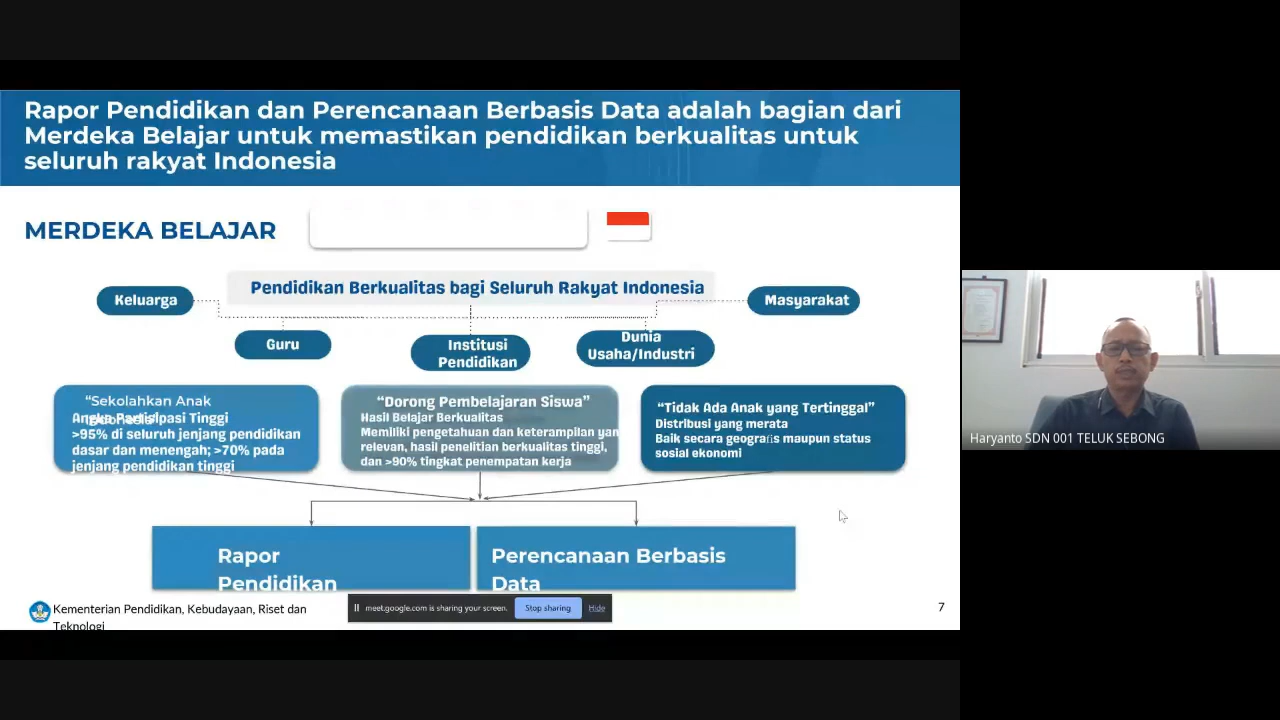 Rapor Pendidikan dan Perencanaan Berbasis Data adalah bagian dari
Merdeka Belajar untuk memastikan pendidikan berkualitas untuk
seluruh rakyat Indonesia
MERDEKA BELAJAR
Pendidikan Berkualitas bagi Seluruh Rakyat Indonesia
Keluarga
Masyarakat
Guru
Institusi
Pendidikan
Dunia
Usaha/Industri
“Sekolahkan Anak
Angka Partisipasi Tinggi
>95% di seluruh jenjang pendidikan
dasar dan menengah; >70% pada
jenjang pendidikan tinggi
“Dorong Pembelajaran Siswa”
Hasil Belajar Berkualitas
Memiliki pengetahuan dan keterampilan yan
relevan, hasil penelitian berkualitas tinggi,
dan >90% tingkat penempatan kerja
“Tidak Ada Anak yang Tertinggal”
Distribusi yang merata
Baik secara geografis maupun status
sosial ekonomi
Rapor
Pendidikan
Perencanaan Berbasis
Data
Kementerian Pendidikan, Kebudayaan, Riset dan
Teknologi
meet.google.com is sharing your screen.
Stop sharing
Hide
7
Haryanto SDN 001 TELUK SEBONG